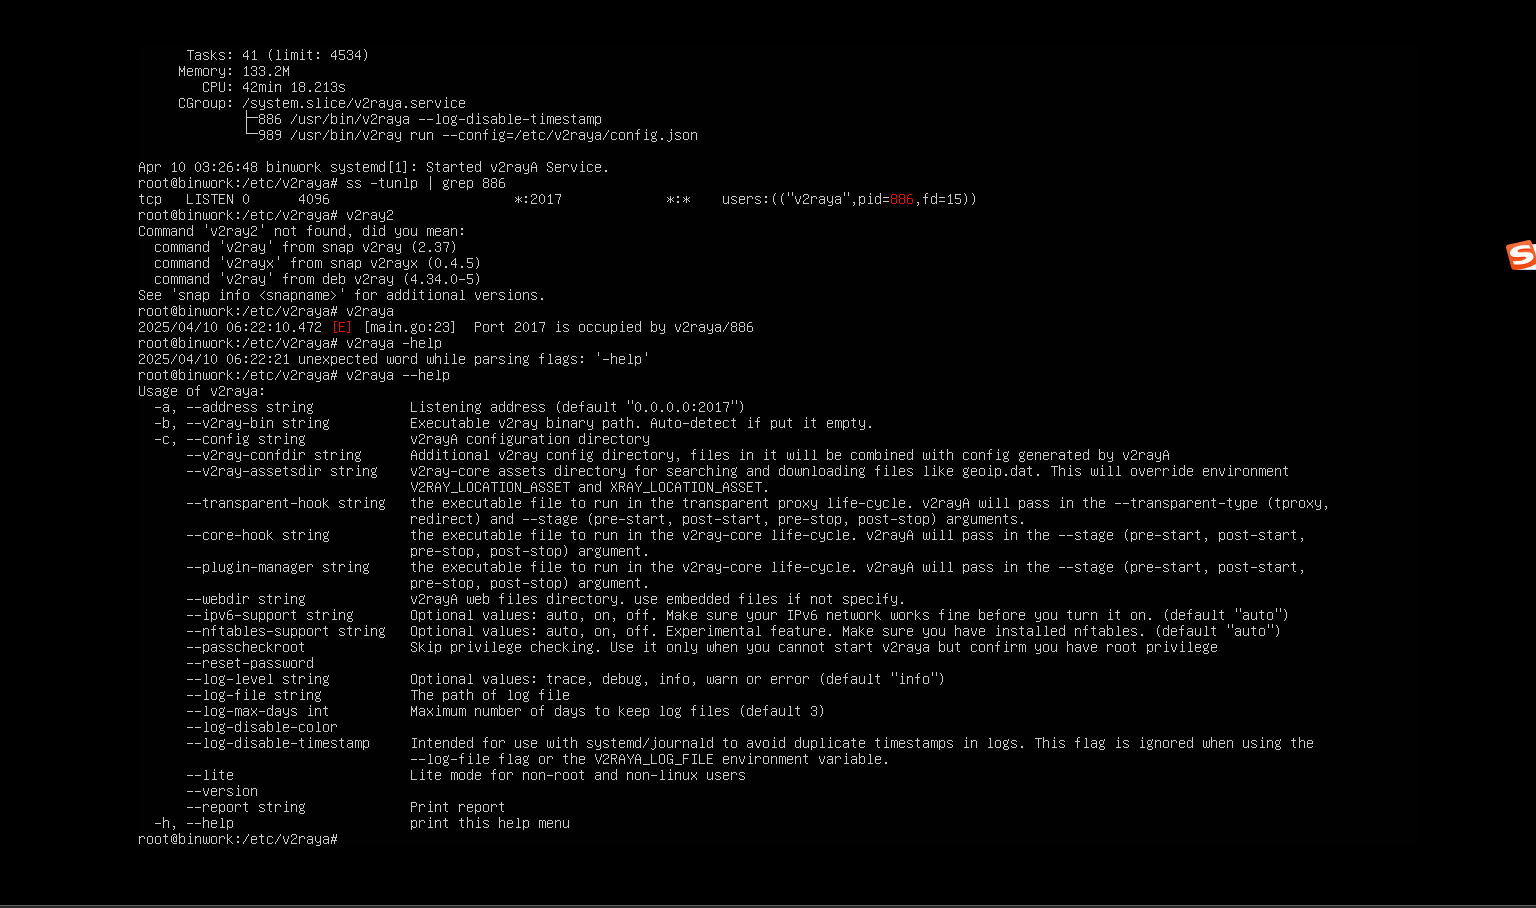 Tasks: 41 (limit: 4534)
Memory: 133.2M
CPU: 42min 18.213s
CGroup: /system.slice/v2raya.service
├─886 /usr/bin/v2raya --log-disable-timestamp
└─989 /usr/bin/v2ray run --config=/etc/v2raya/config.json
Apr 10 03:26:48 binwork systemd[1]: Started v2rayA Service.
root@binwork:/etc/v2raya# ss -tunlp | grep 886
tcp   LISTEN 0      4096                       *:2017             *:*    users:(("v2raya",pid=886,fd=15))
root@binwork:/etc/v2raya# v2ray2
Command 'v2ray2' not found, did you mean:
  command 'v2ray' from snap v2ray (2.37)
  command 'v2rayx' from snap v2rayx (0.4.5)
  command 'v2ray' from deb v2ray (4.34.0-5)
See 'snap info <snapname>' for additional versions.
root@binwork:/etc/v2raya# v2raya
2025/04/10 06:22:10.472 [E] [main.go:23]  Port 2017 is occupied by v2raya/886
root@binwork:/etc/v2raya# v2raya -help
2025/04/10 06:22:21 unexpected word while parsing flags: '-help'
root@binwork:/etc/v2raya# v2raya --help
Usage of v2raya:
  -a, --address string            Listening address (default "0.0.0.0:2017")
  -b, --v2ray-bin string          Executable v2ray binary path. Auto-detect if put it empty.
  -c, --config string             v2rayA configuration directory
      --v2ray-confdir string      Additional v2ray config directory, files in it will be combined with config generated by v2rayA
      --v2ray-assetsdir string    v2ray-core assets directory for searching and downloading files like geoip.dat. This will override environment
                                  V2RAY_LOCATION_ASSET and XRAY_LOCATION_ASSET.
      --transparent-hook string   the executable file to run in the transparent proxy life-cycle. v2rayA will pass in the --transparent-type (tproxy,
                                  redirect) and --stage (pre-start, post-start, pre-stop, post-stop) arguments.
      --core-hook string          the executable file to run in the v2ray-core life-cycle. v2rayA will pass in the --stage (pre-start, post-start,
                                  pre-stop, post-stop) argument.
      --plugin-manager string     the executable file to run in the v2ray-core life-cycle. v2rayA will pass in the --stage (pre-start, post-start,
                                  pre-stop, post-stop) argument.
      --webdir string             v2rayA web files directory. use embedded files if not specify.
      --ipv6-support string       Optional values: auto, on, off. Make sure your IPv6 network works fine before you turn it on. (default "auto")
      --nftables-support string   Optional values: auto, on, off. Experimental feature. Make sure you have installed nftables. (default "auto")
      --passcheckroot             Skip privilege checking. Use it only when you cannot start v2raya but confirm you have root privilege
      --reset-password
      --log-level string          Optional values: trace, debug, info, warn or error (default "info")
      --log-file string           The path of log file
      --log-max-days int          Maximum number of days to keep log files (default 3)
      --log-disable-color
      --log-disable-timestamp     Intended for use with systemd/journald to avoid duplicate timestamps in logs. This flag is ignored when using the
                                  --log-file flag or the V2RAYA_LOG_FILE environment variable.
      --lite                      Lite mode for non-root and non-linux users
      --version
      --report string             Print report
  -h, --help                      print this help menu
root@binwork:/etc/v2raya#
S